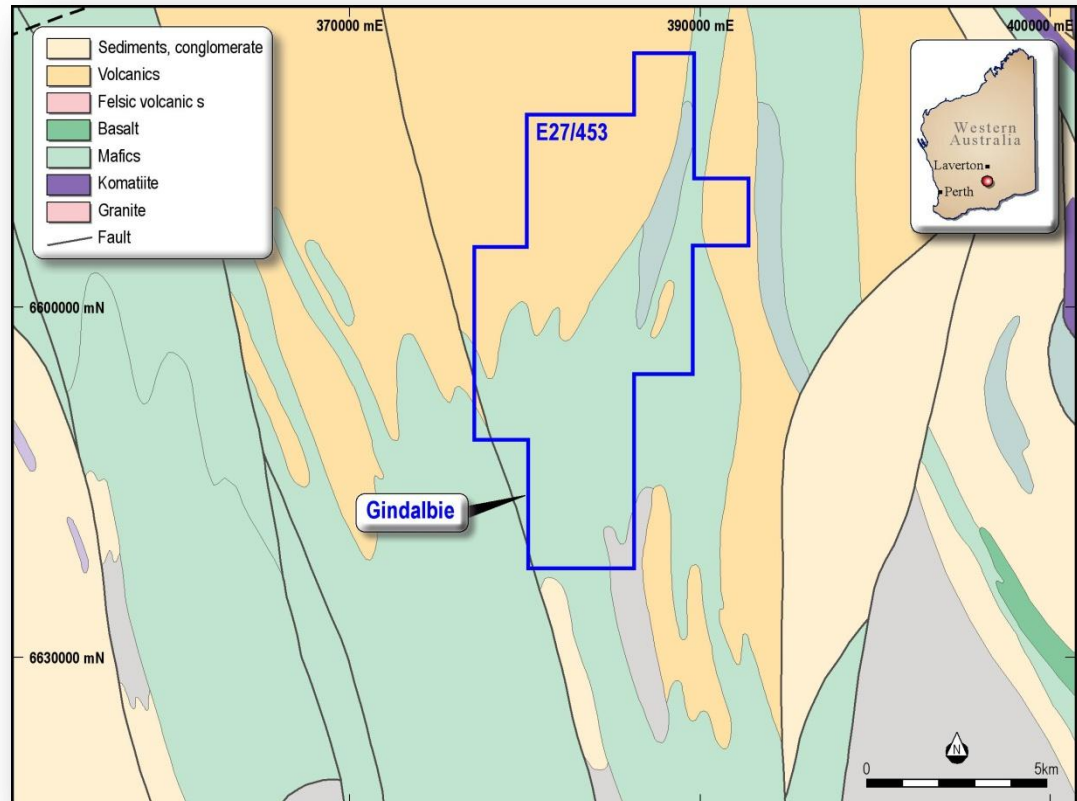 370000 mE
390000 mE
400000 mE
Sediments, conglomerate
Volcanics
Felsic volcanic s
Basalt
Mafics
Komatiite
Granite
Fault
E27/453
Western
Australia
Laverton
Perth
6600000 mN
Gindalbie
6630000 mN
N
0
5km